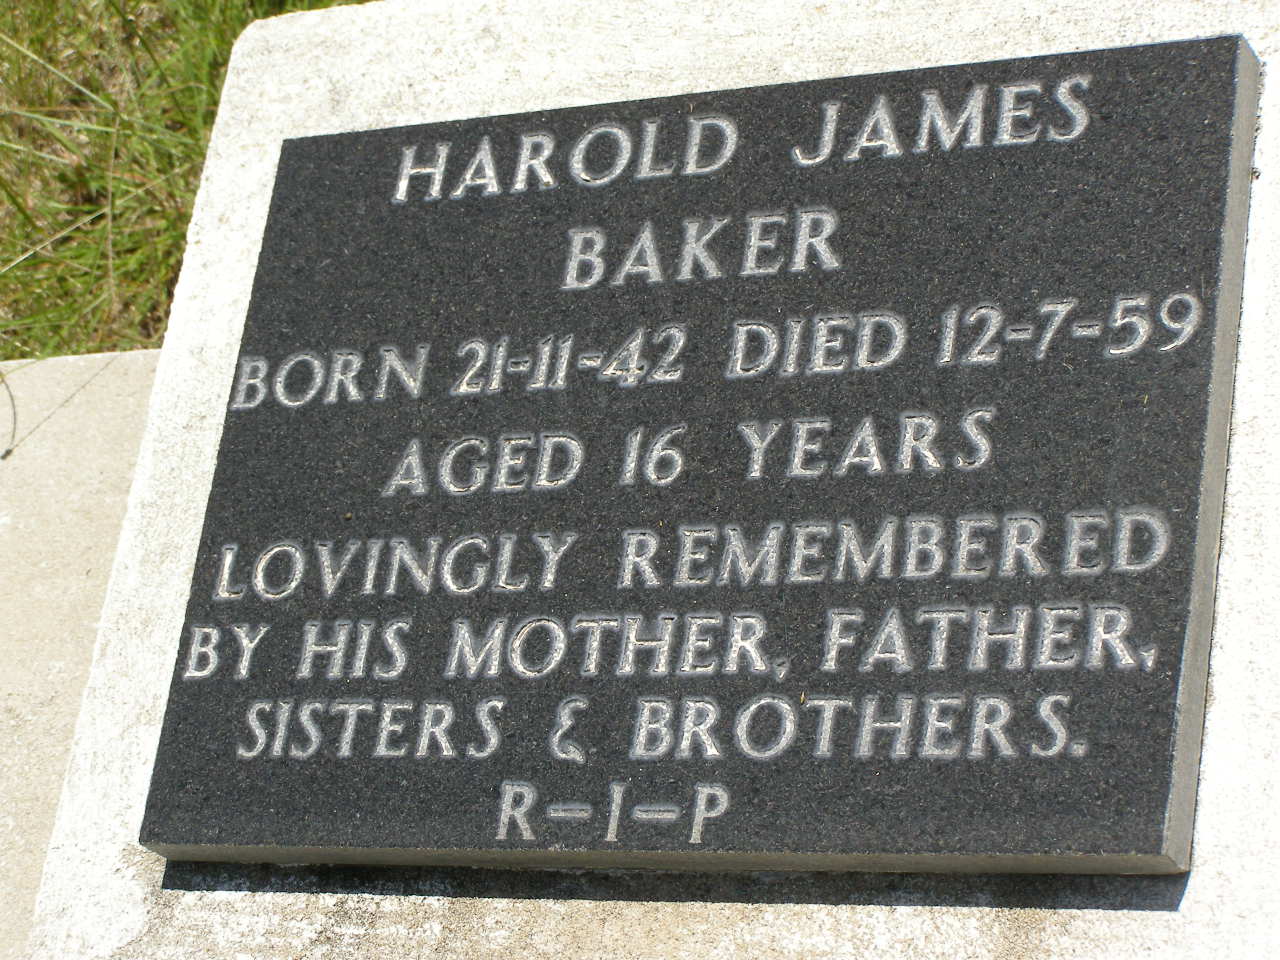 HAROLD JAMES
BAKER
BORN 21-11-42 DIED 12-7-59
AGED 16 YEARS
LOVINGLY REMEMBERED
BY HIS MOTHER, FATHER,
SISTERS & BROTHERS.
R-I-P